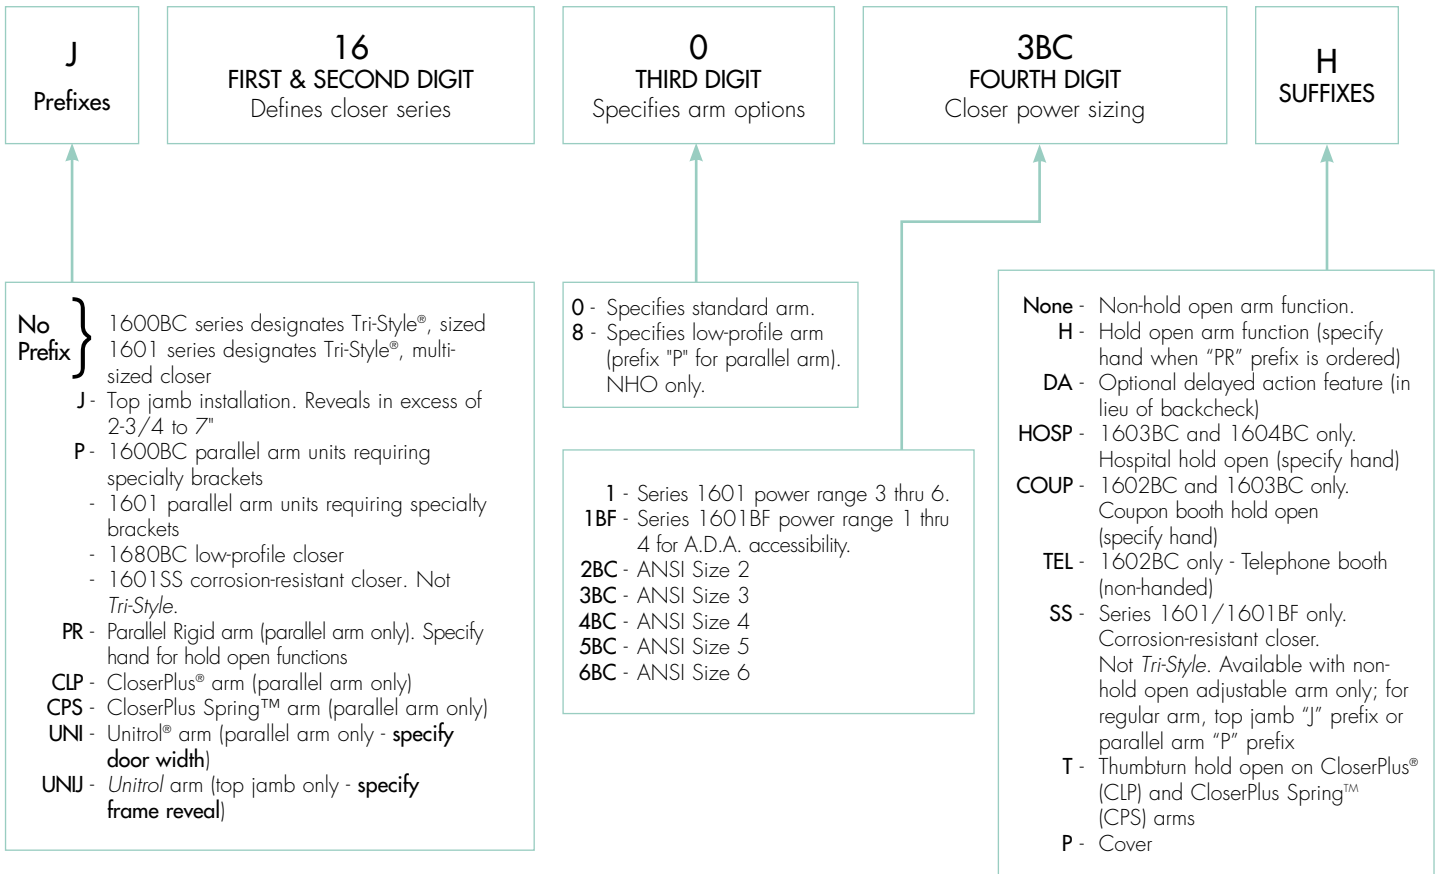 J
Prefixes
16
FIRST & SECOND DIGIT
Defines closer series
0
THIRD DIGIT
Specifies arm options
3BC
FOURTH DIGIT
Closer power sizing
H
SUFFIXES
No
Prefix
1600BC series designates Tri-Style®, sized
1601 series designates Tri-Style®, multi-
sized closer
J - Top jamb installation. Reveals in excess of
2-3/4 to 7"
P - 1600BC parallel arm units requiring
specialty brackets
- 1601 parallel arm units requiring specialty
brackets
- 1680BC low-profile closer
- 1601SS corrosion-resistant closer. Not
Tri-Style.
PR - Parallel Rigid arm (parallel arm only). Specify
hand for hold open functions
CLP - CloserPlus® arm (parallel arm only)
CPS - CloserPlus Spring™ arm (parallel arm only)
UNI - Unitrol® arm (parallel arm only - specify
door width)
UNIJ - Unitrol arm (top jamb only - specify
frame reveal)
0 - Specifies standard arm.
8 - Specifies low-profile arm
(prefix "P" for parallel arm).
NHO only.
1 - Series 1601 power range 3 thru 6.
1BF - Series 1601BF power range 1 thru
4 for A.D.A. accessibility.
2BC - ANSI Size 2
3BC - ANSI Size 3
4BC - ANSI Size 4
5BC - ANSI Size 5
6BC - ANSI Size 6
None - Non-hold open arm function.
H - Hold open arm function (specify
hand when “PR” prefix is ordered)
DA - Optional delayed action feature (in
lieu of backcheck)
HOSP - 1603BC and 1604BC only.
Hospital hold open (specify hand)
COUP - 1602BC and 1603BC only.
Coupon booth hold open
(specify hand)
TEL - 1602BC only - Telephone booth
(non-handed)
SS - Series 1601/1601BF only.
Corrosion-resistant closer.
Not Tri-Style. Available with non-
hold open adjustable arm only; for
regular arm, top jamb “J” prefix or
parallel arm “P” prefix
T - Thumbturn hold open on CloserPlus®
(CLP) and CloserPlus Spring™
(CPS) arms
P - Cover